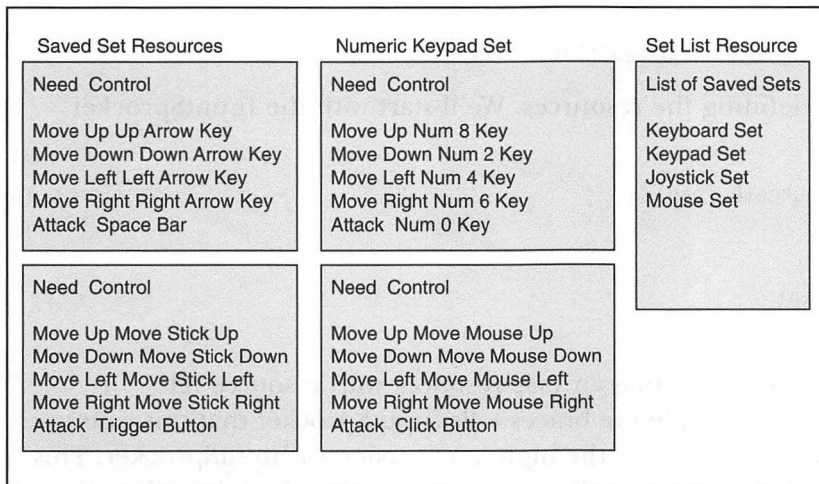 Saved Set Resources
Need Control
Move Up Up Arrow Key
Move Down Down Arrow Key
Move Left Left Arrow Key
Move Right Right Arrow Key
Attack Space Bar
Numeric Keypad Set
Need Control
Move Up Num 8 Key
Move Down Num 2 Key
Move Left Num 4 Key
Move Right Num 6 Key
Attack Num 0 Key
Set List Resource
List of Saved Sets
Keyboard Set
Keypad Set
Joystick Set
Mouse Set
Need Control
Move Up Move Stick Up
Move Down Move Stick Down
Move Left Move Stick Left
Move Right Move Stick Right
Attack Trigger Button
Need Control
Move Up Move Mouse Up
Move Down Move Mouse Down
Move Left Move Mouse Left
Move Right Move Mouse Right
Attack Click Button